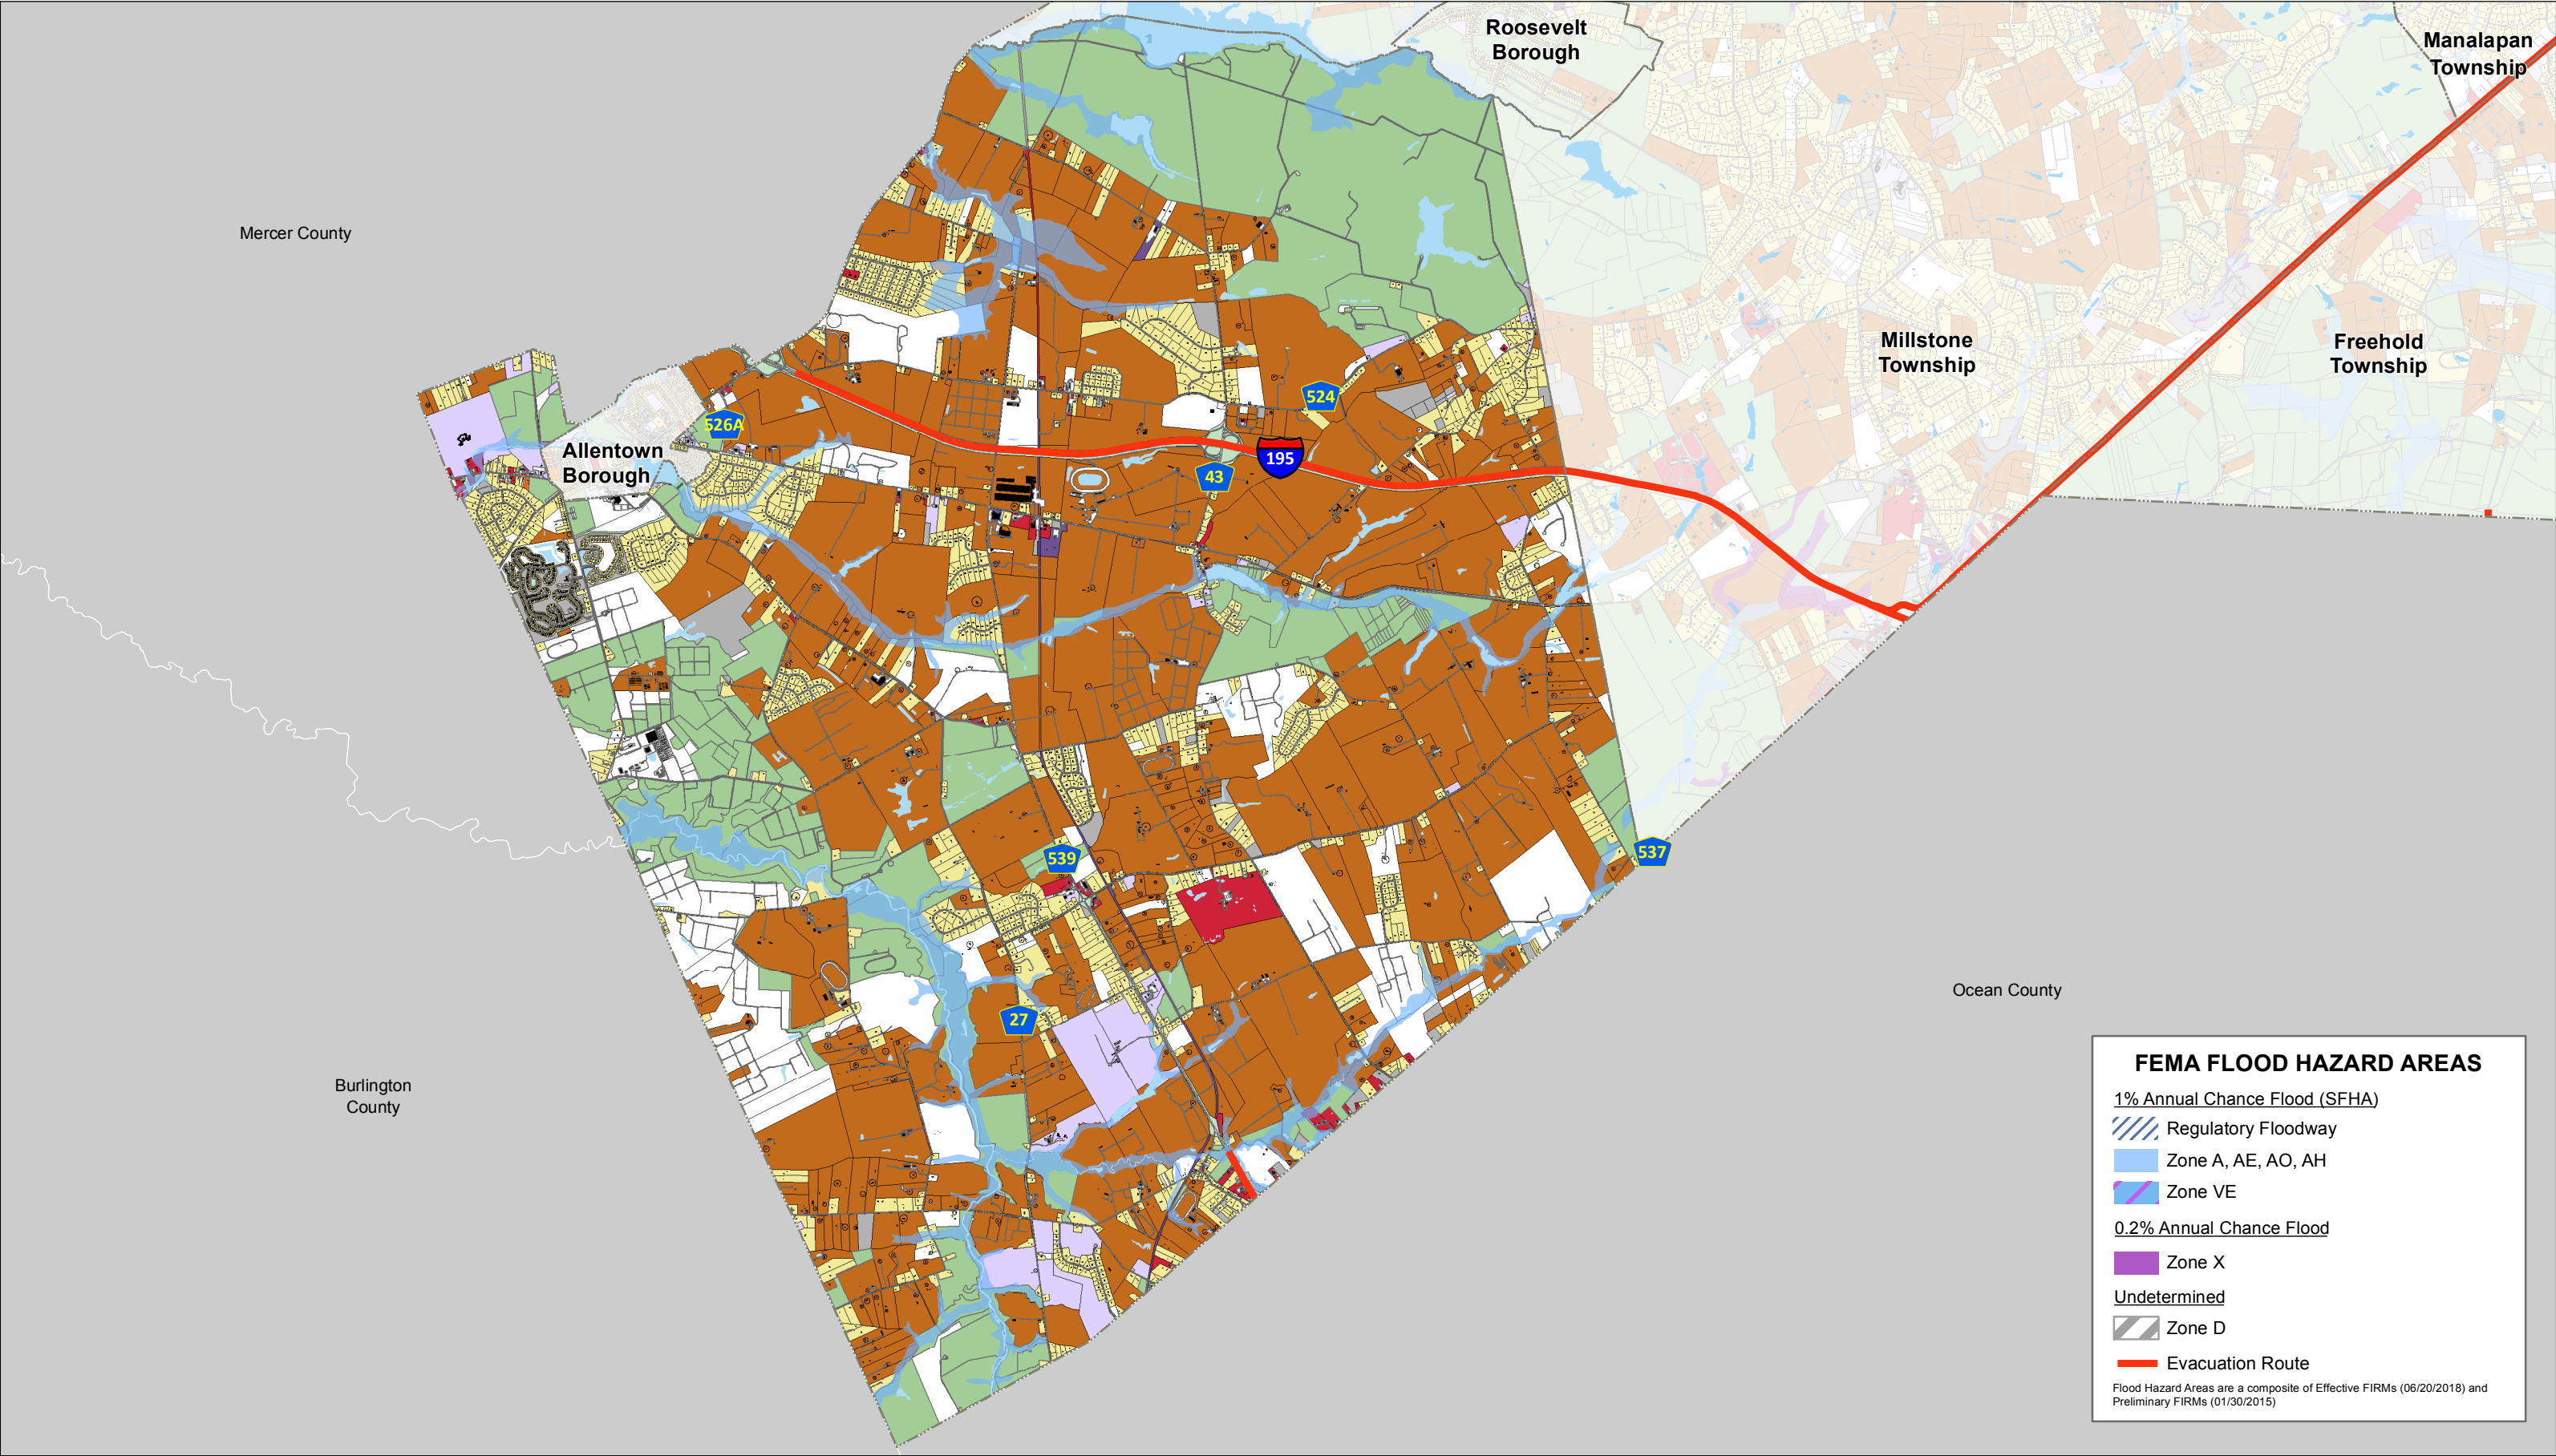 Roosevelt
Borough
Manalapan
Township
Mercer County
Millstone
Township
Freehold
Township
524
526A
Allentown
Borough
195
43
539
537
Ocean County
27
Burlington
County
FEMA FLOOD HAZARD AREAS
1% Annual Chance Flood (SFHA)
Regulatory Floodway
Zone A, AE, AO, AH
Zone VE
0.2% Annual Chance Flood
Zone X
Undetermined
Zone D
Evacuation Route
Flood Hazard Areas are a composite of Effective FIRMs (06/20/2018) and
Preliminary FIRMs (01/30/2015)